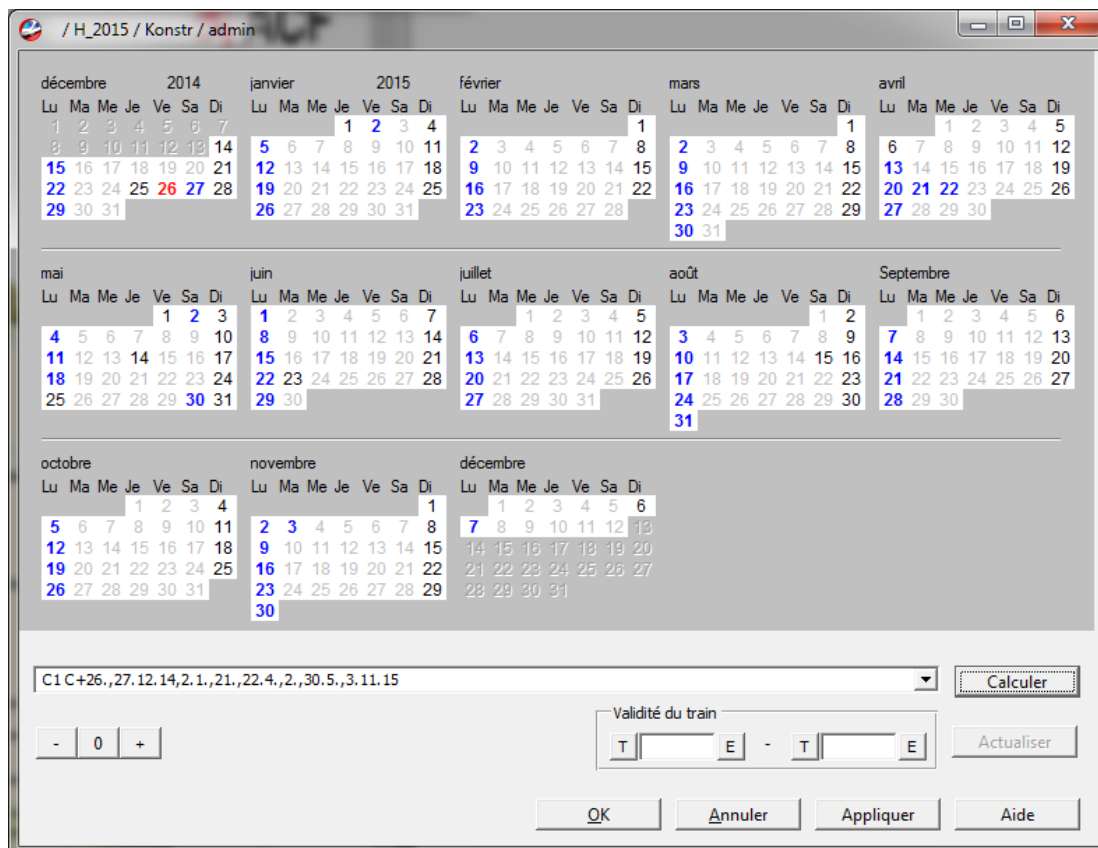 / H_2015 / Konstr / admin
décembre 2014 janvier 2015 février mars avril
Lu Ma Me Je Ve Sa Di Lu Ma Me Je Ve Sa Di Lu Ma Me Je Ve Sa Di Lu Ma Me Je Ve Sa Di Lu Ma Me Je Ve Sa Di
1 2 3 4 5 6 7 1 2 3 4 1 1 1 2 3 4 5
8 9 10 11 12 13 14 5 6 7 8 9 10 11 2 3 4 5 6 7 8 2 3 4 5 6 7 8 6 7 8 9 10 11 12
15 16 17 18 19 20 21 12 13 14 15 16 17 18 9 10 11 12 13 14 15 9 10 11 12 13 14 15 13 14 15 16 17 18 19
22 23 24 25 26 27 28 19 20 21 22 23 24 25 16 17 18 19 20 21 22 16 17 18 19 20 21 22 20 21 22 23 24 25 26
29 30 31 26 27 28 29 30 31 23 24 25 26 27 28 23 24 25 26 27 28 29 27 28 29 30
30 31
mai juin juillet août Septembre
Lu Ma Me Je Ve Sa Di Lu Ma Me Je Ve Sa Di Lu Ma Me Je Ve Sa Di Lu Ma Me Je Ve Sa Di Lu Ma Me Je Ve Sa Di
1 2 3 1 2 3 4 5 6 7 1 2 3 4 5 1 2 1 2 3 4 5 6
4 5 6 7 8 9 10 8 9 10 11 12 13 14 6 7 8 9 10 11 12 3 4 5 6 7 8 9 7 8 9 10 11 12 13
11 12 13 14 15 16 17 15 16 17 18 19 20 21 13 14 15 16 17 18 19 10 11 12 13 14 15 16 14 15 16 17 18 19 20
18 19 20 21 22 23 24 22 23 24 25 26 27 28 20 21 22 23 24 25 26 17 18 19 20 21 22 23 21 22 23 24 25 26 27
25 26 27 28 29 30 31 29 30 27 28 29 30 31 24 25 26 27 28 29 30 28 29 30
31
octobre novembre décembre
Lu Ma Me Je Ve Sa Di Lu Ma Me Je Ve Sa Di Lu Ma Me Je Ve Sa Di
1 2 3 4 1 1 2 3 4 5 6
5 6 7 8 9 10 11 2 3 4 5 6 7 8 7 8 9 10 11 12 13
12 13 14 15 16 17 18 9 10 11 12 13 14 15 14 15 16 17 18 19 20
19 20 21 22 23 24 25 16 17 18 19 20 21 22 21 22 23 24 25 26 27
26 27 28 29 30 31 23 24 25 26 27 28 29 28 29 30 31
30
C1 C+26.,27.12.14,2.1.,21.,22.4.,2.,30.5.,3.11.15 Calculer
Validité du train
- 0 + T E - T E Actualiser
OK Annuler Appliquer Aide